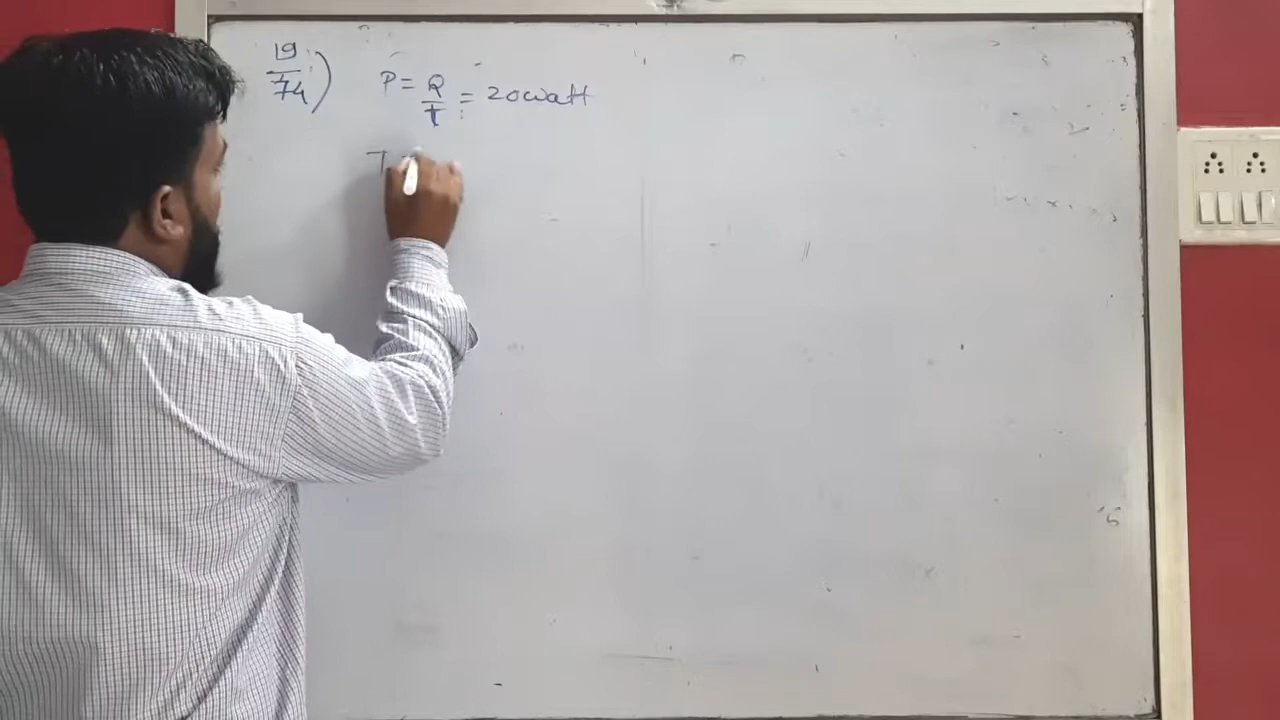 19/74) P = Q/t = 20watt
T